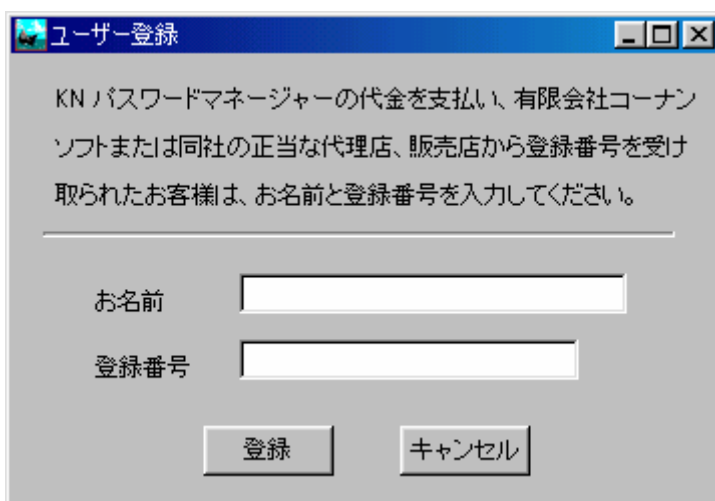 ユーザー登録
KN パスワードマネージャーの代金を支払い、有限会社コーナン
ソフトまたは同社の正当な代理店、販売店から登録番号を受け
取られたお客様は、お名前と登録番号を入力してください。
お名前
登録番号
登録 キャンセル